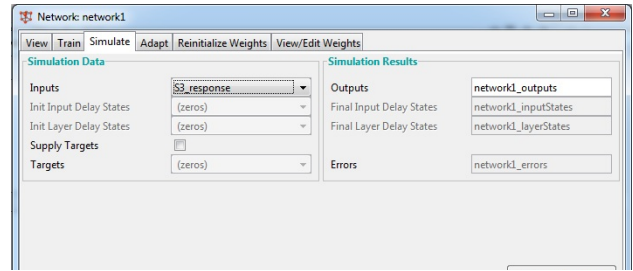 Network: network1
View Train Simulate Adapt Reinitialize Weights View/Edit Weights
Simulation Data
Simulation Results
Inputs S3_response
Outputs network1_outputs
Init Input Delay States (zeros)
Final Input Delay States network1_inputStates
Init Layer Delay States (zeros)
Final Layer Delay States network1_layerStates
Supply Targets
Targets (zeros)
Errors network1_errors